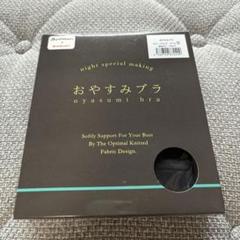 night special making
おやすみブラ
oyasumi bra
Softly Support For Your Bust
By The Optimal Knitted
Fabric Design.